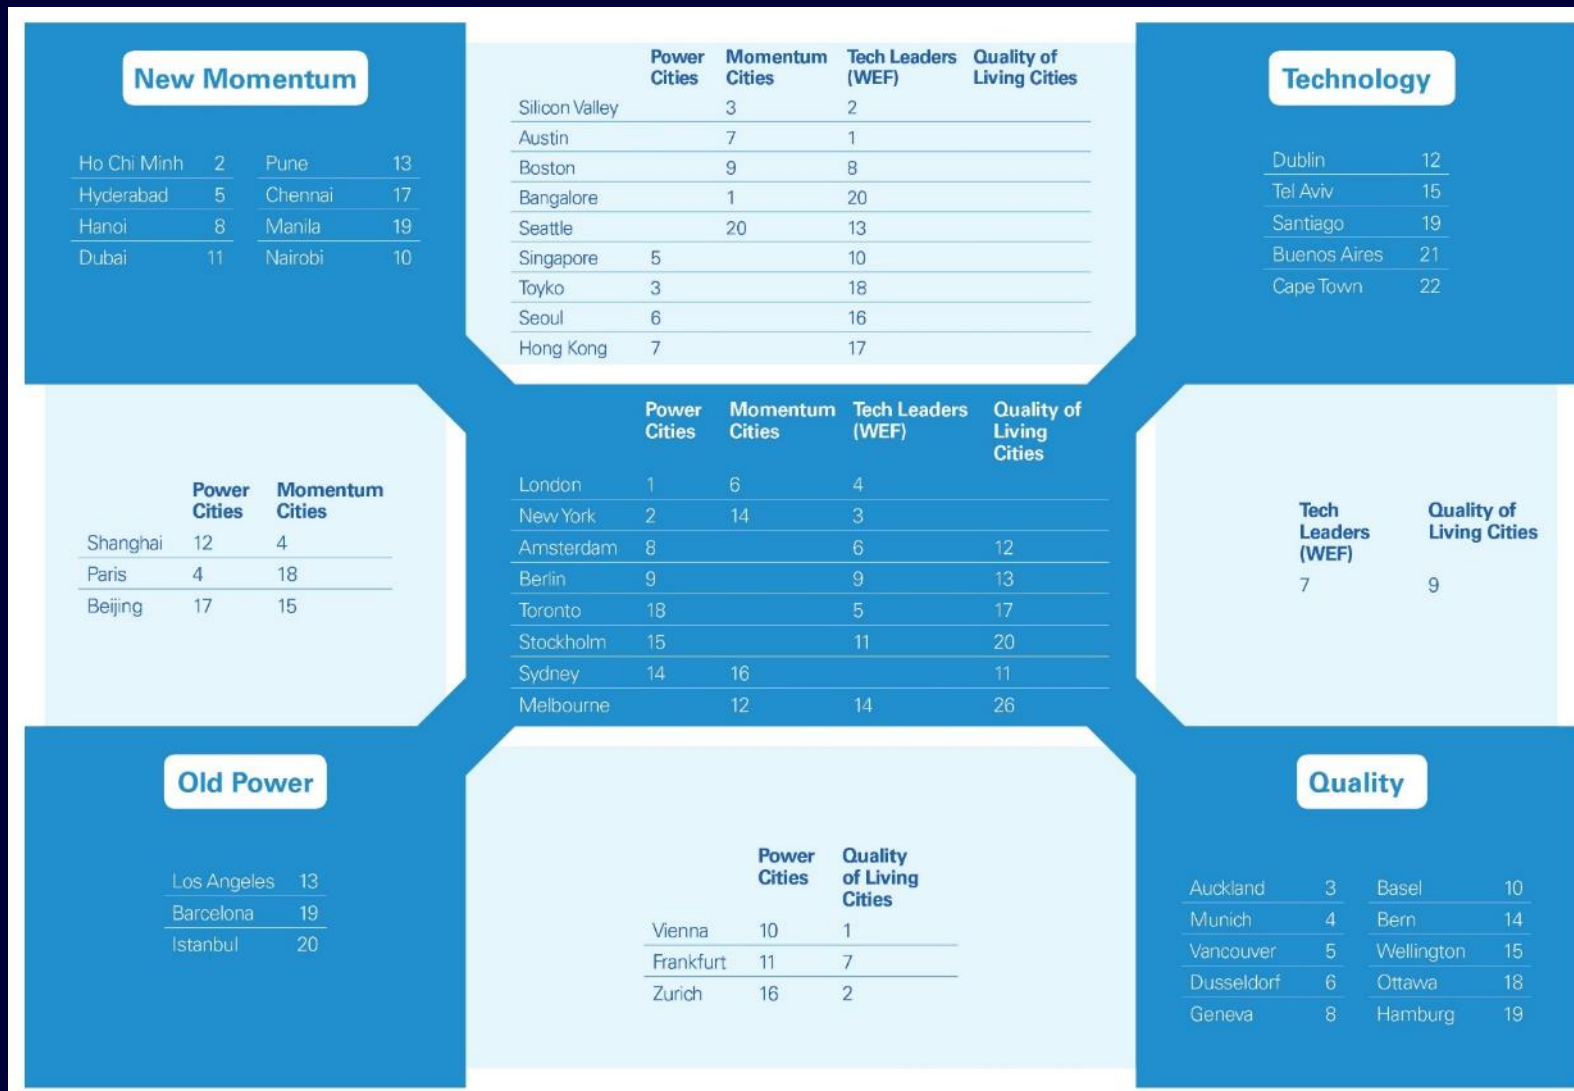 New Momentum
Ho Chi Minh 2 Pune 13
Hyderabad 5 Chennai 17
Hanoi 8 Manila 19
Dubai 11 Nairobi 10
Power Momentum Tech Leaders Quality of
Cities Cities (WEF) Living Cities
Silicon Valley 3 2
Austin 7 1
Boston 9 8
Bangalore 1 20
Seattle 20 13
Singapore 5 10
Toyko 3 18
Seoul 6 16
Hong Kong 7 17
Technology
Dublin 12
Tel Aviv 15
Santiago 19
Buenos Aires 21
Cape Town 22
Power Momentum
Cities Cities
Shanghai 12 4
Paris 4 18
Beijing 17 15
Power Momentum Tech Leaders Quality of
Cities Cities (WEF) Living
Cities
London 1 6 4
New York 2 14 3
Amsterdam 8 6 12
Berlin 9 9 13
Toronto 18 5 17
Stockholm 15 11 20
Sydney 14 16 11
Melbourne 12 14 26
Tech Quality of
Leaders Living Cities
(WEF)
7 9
Old Power
Los Angeles 13
Barcelona 19
Istanbul 20
Power Quality
Cities of Living
Cities
Vienna 10 1
Frankfurt 11 7
Zurich 16 2
Quality
Auckland 3 Basel 10
Munich 4 Bern 14
Vancouver 5 Wellington 15
Dusseldorf 6 Ottawa 18
Geneva 8 Hamburg 19